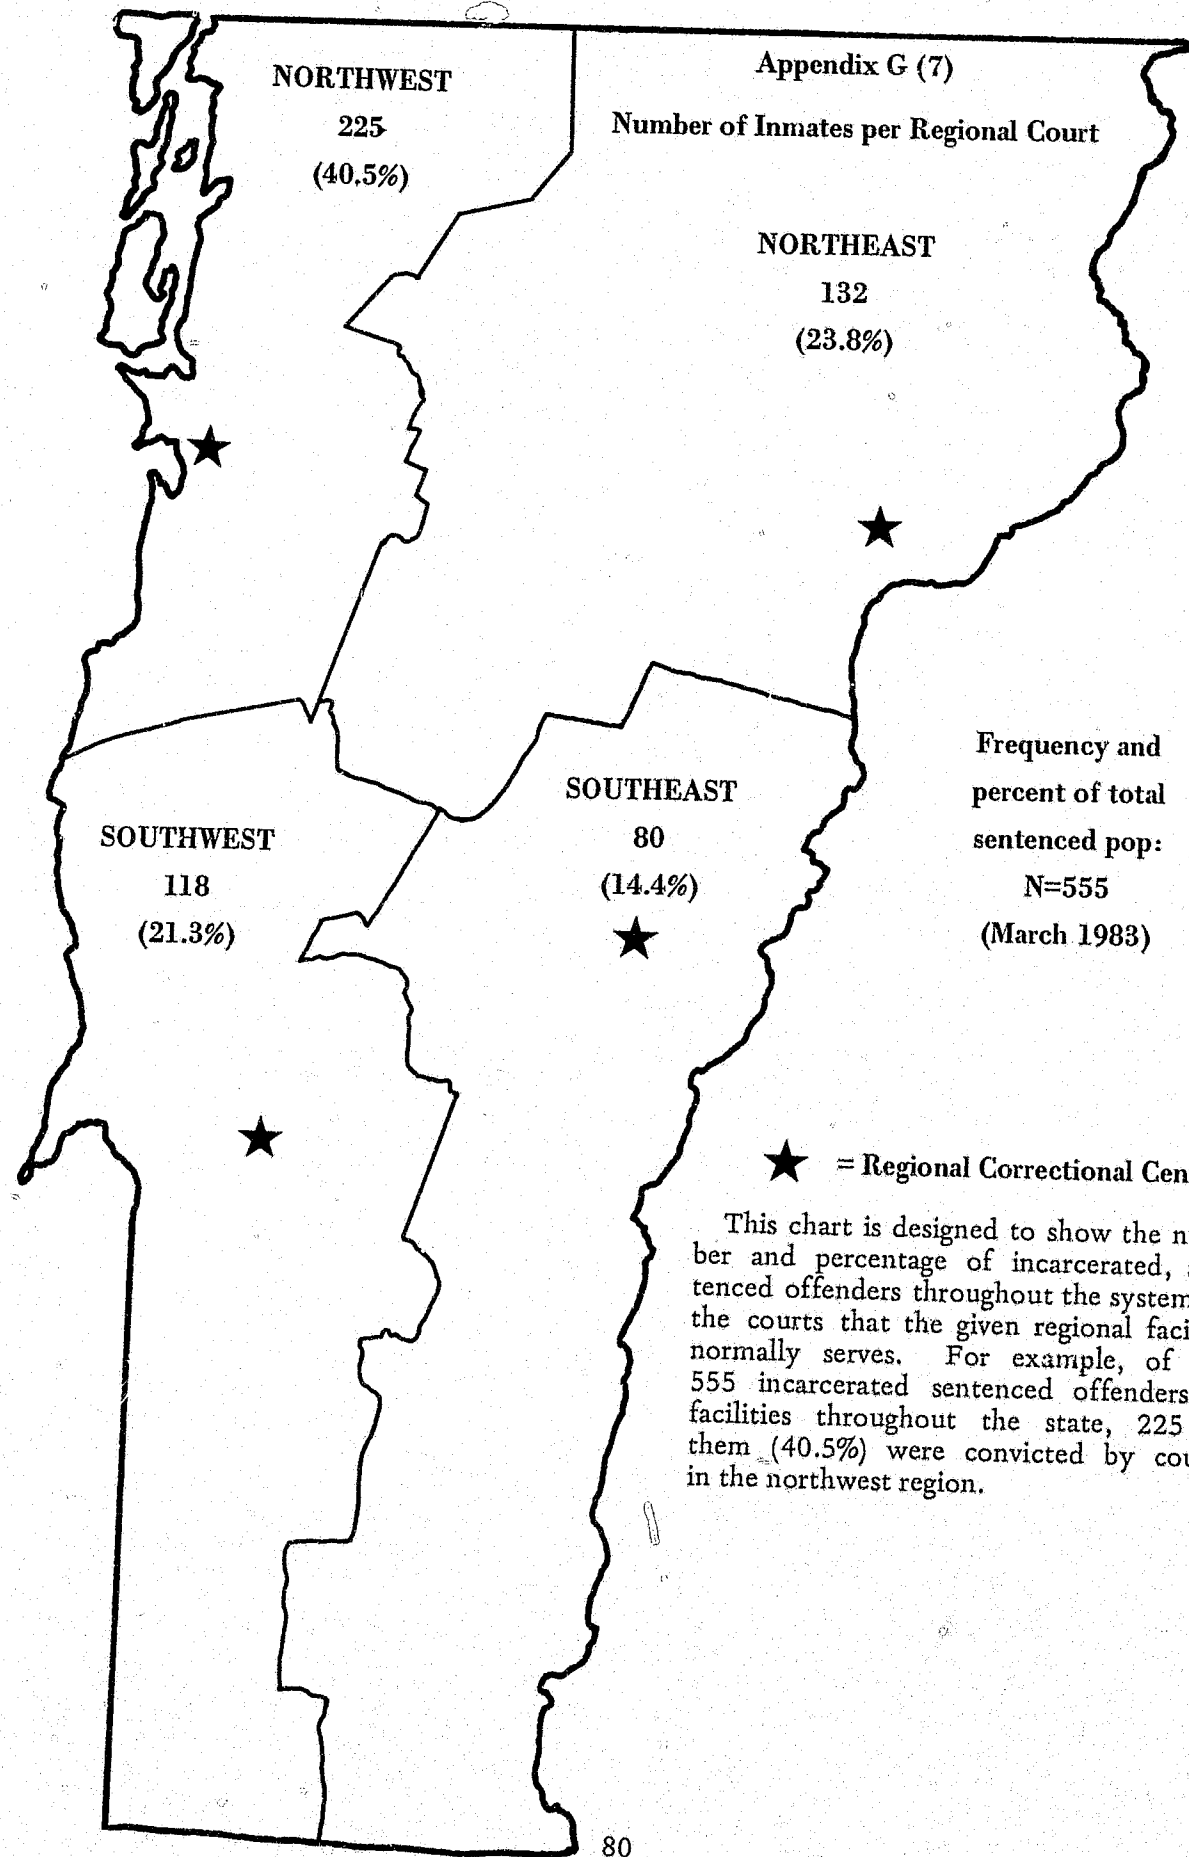 Appendix G (7)
Number of Inmates per Regional Court
NORTHWEST
225
(40.5%)
NORTHEAST
132
(23.8%)
SOUTHWEST
118
(21.3%)
SOUTHEAST
80
(14.4%)
Frequency and
percent of total
sentenced pop:
N=555
(March 1983)
★ = Regional Correctional Cen
This chart is designed to show the
ber and percentage of incarcerated,
tenced offenders throughout the system
the courts that the given regional faci
normally serves. For example, of
555 incarcerated sentenced offenders
facilities throughout the state, 225
them (40.5%) were convicted by cou
in the northwest region.
80